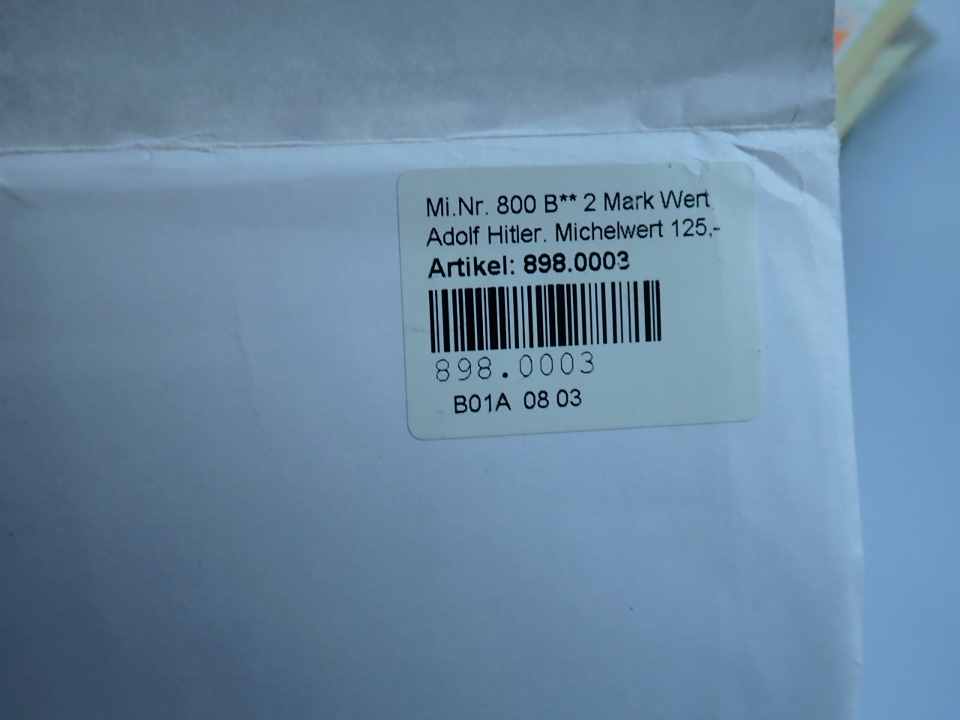 Mi.Nr. 800 B** 2 Mark Wert
Adolf Hitler. Michelwert 125,-
Artikel: 898.0003
898.0003
B01A 08 03